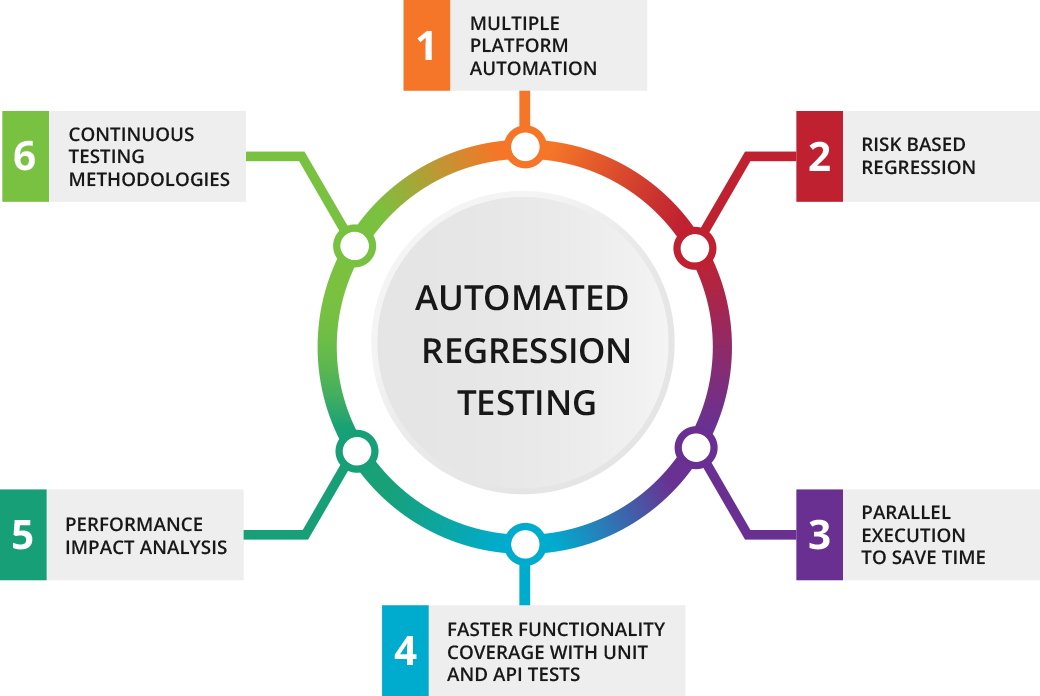 1
MULTIPLE
PLATFORM
AUTOMATION
2
RISK BASED
REGRESSION
3
PARALLEL
EXECUTION
TO SAVE TIME
4
FASTER FUNCTIONALITY
COVERAGE WITH UNIT
AND API TESTS
5
PERFORMANCE
IMPACT ANALYSIS
6
CONTINUOUS
TESTING
METHODOLOGIES
AUTOMATED
REGRESSION
TESTING